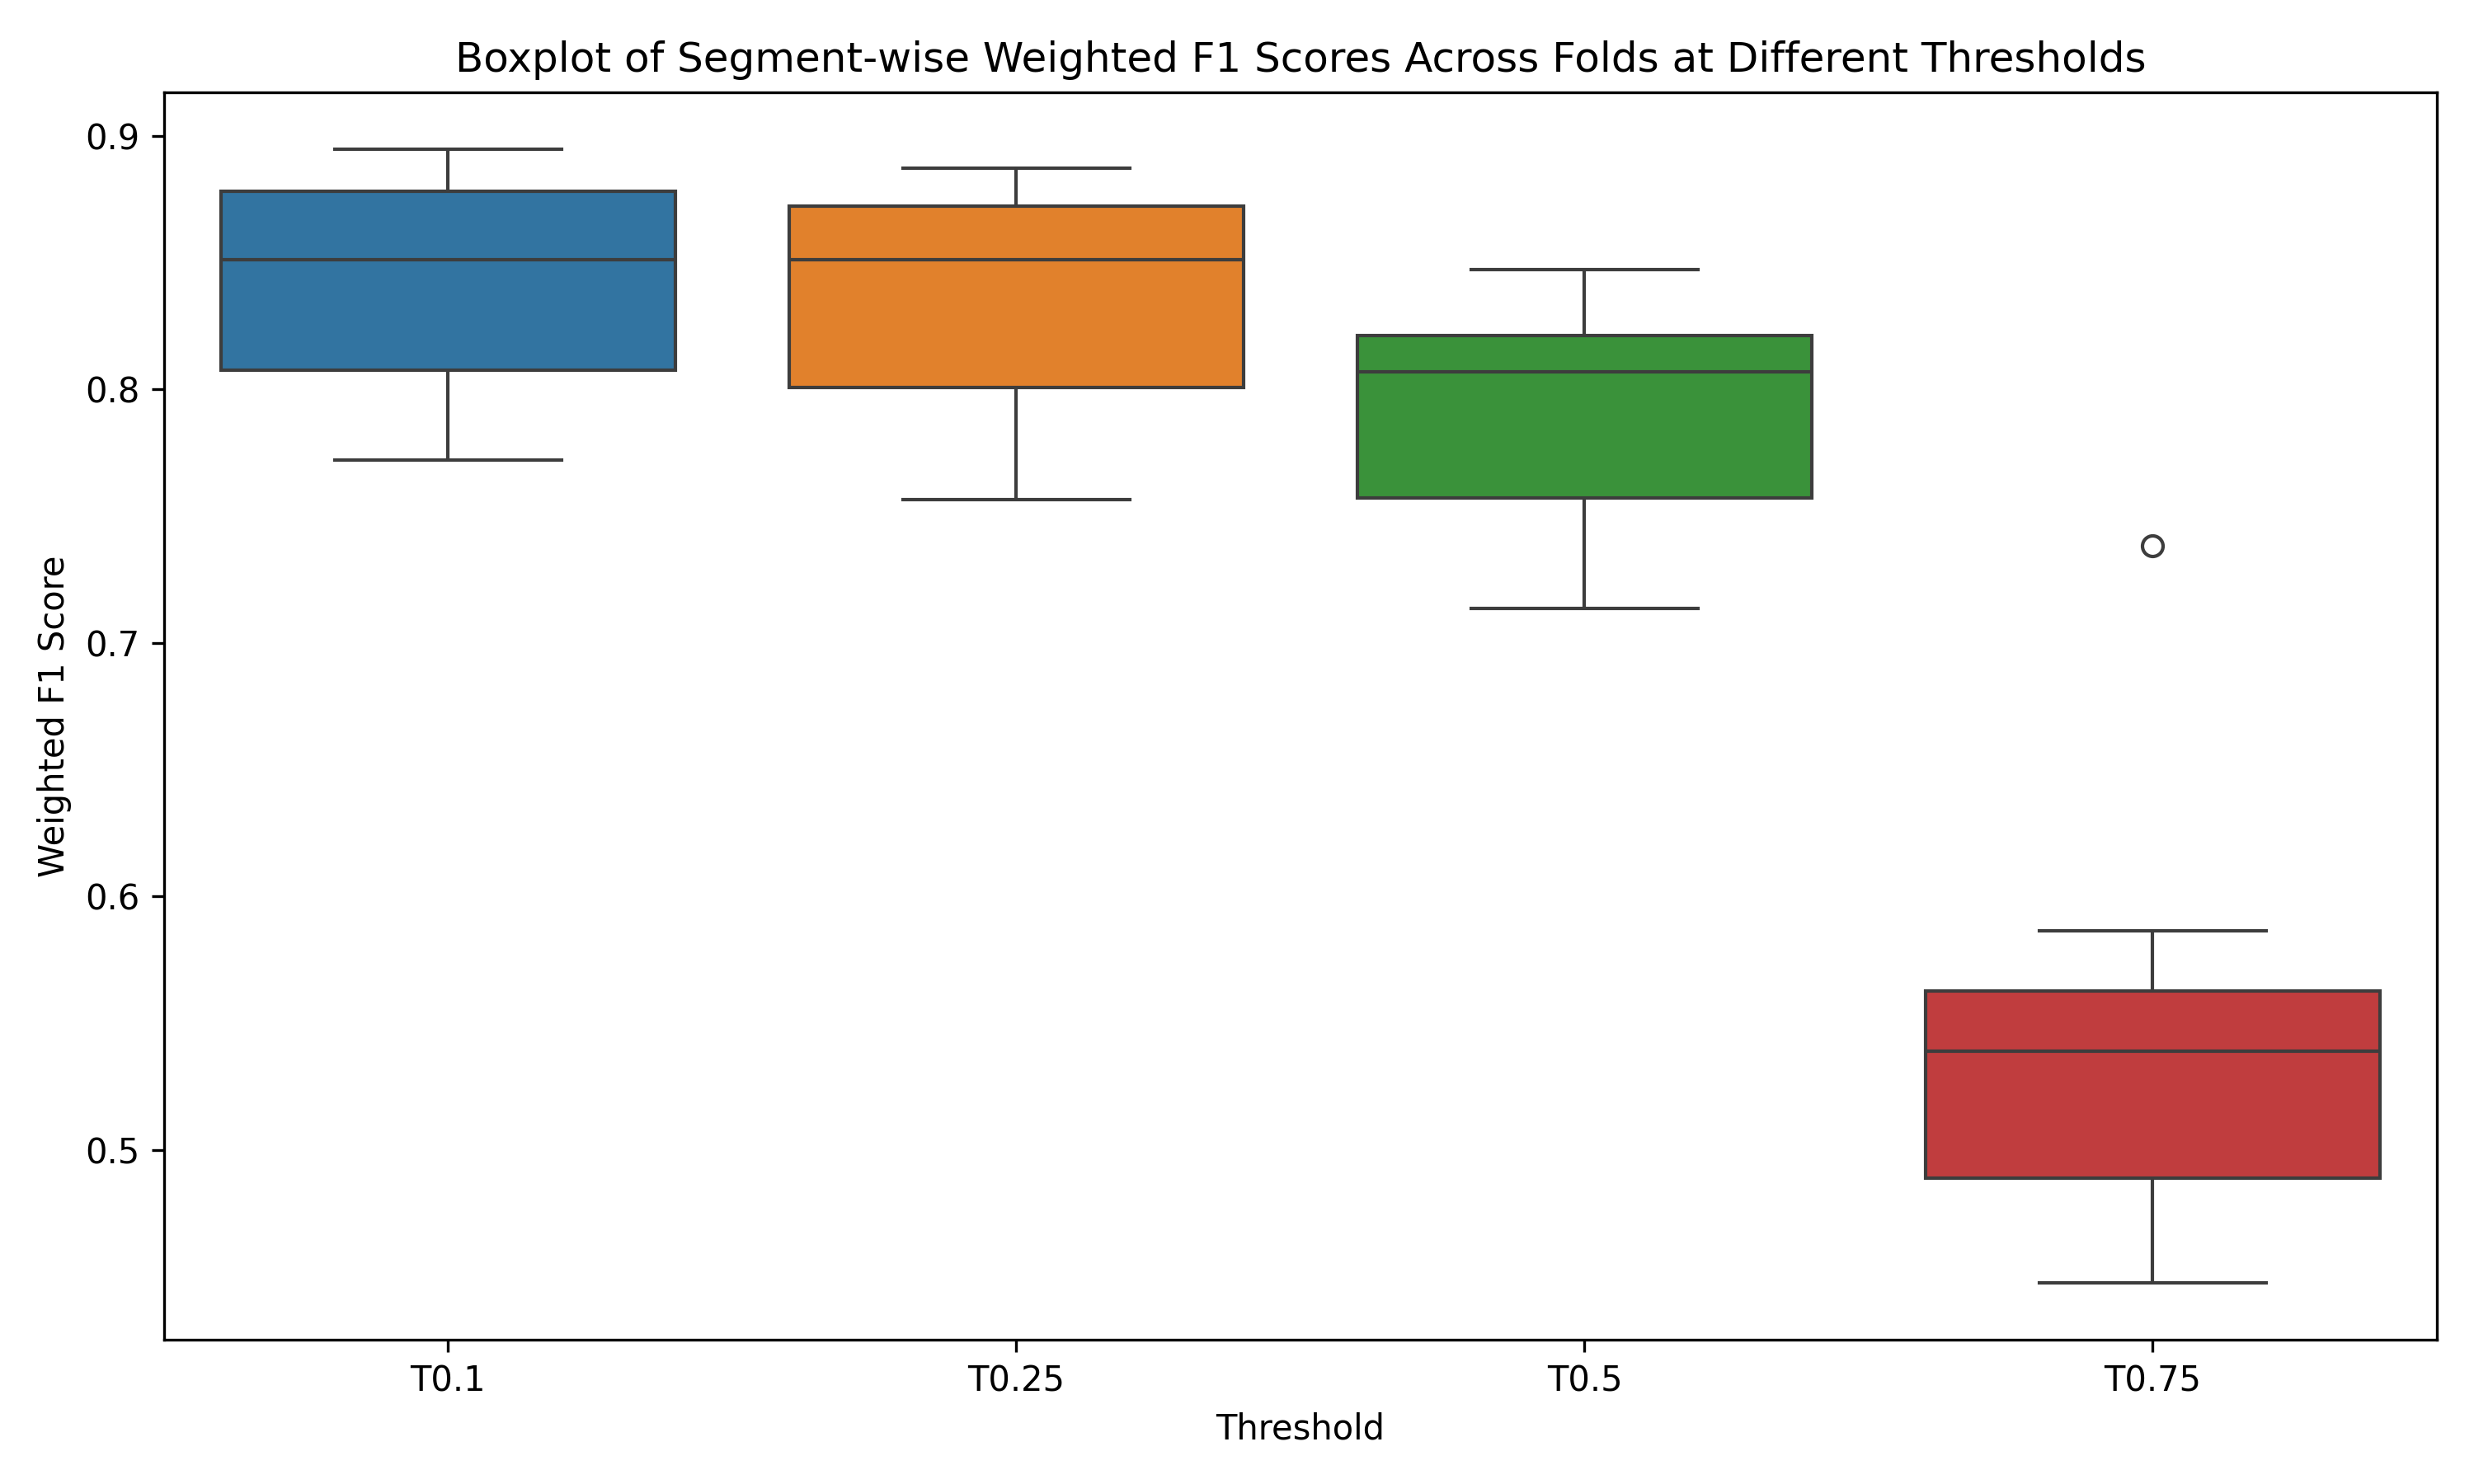 Boxplot of Segment-wise Weighted F1 Scores Across Folds at Different Thresholds
Weighted F1 Score
0.9
0.8
0.7
0.6
0.5
T0.1
T0.25
T0.5
T0.75
Threshold